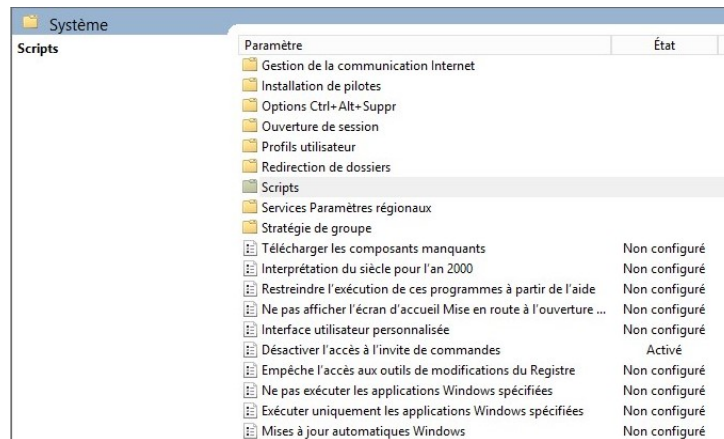 Système
Scripts
Paramètre État
Gestion de la communication Internet
Installation de pilotes
Options Ctrl+Alt+Suppr
Ouverture de session
Profils utilisateur
Redirection de dossiers
Scripts
Services Paramètres régionaux
Stratégie de groupe
Télécharger les composants manquants Non configuré
Interprétation du siècle pour l'an 2000 Non configuré
Restreindre l'exécution de ces programmes à partir de l'aide Non configuré
Ne pas afficher l'écran d'accueil Mise en route à l'ouverture ... Non configuré
Interface utilisateur personnalisée Non configuré
Désactiver l'accès à l'invite de commandes Activé
Empêche l'accès aux outils de modifications du Registre Non configuré
Ne pas exécuter les applications Windows spécifiées Non configuré
Exécuter uniquement les applications Windows spécifiées Non configuré
Mises à jour automatiques Windows Non configuré